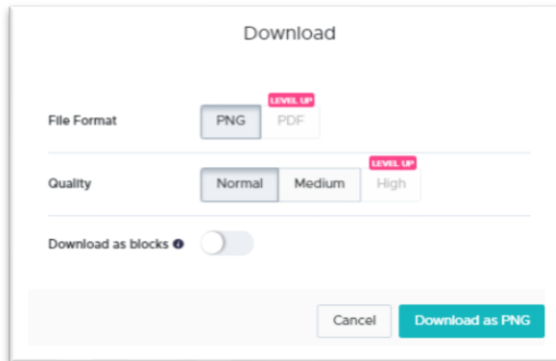 Download
LEVEL UP
File Format PNG PDF
LEVEL UP
Quality Normal Medium High
Download as blocks
Cancel Download as PNG